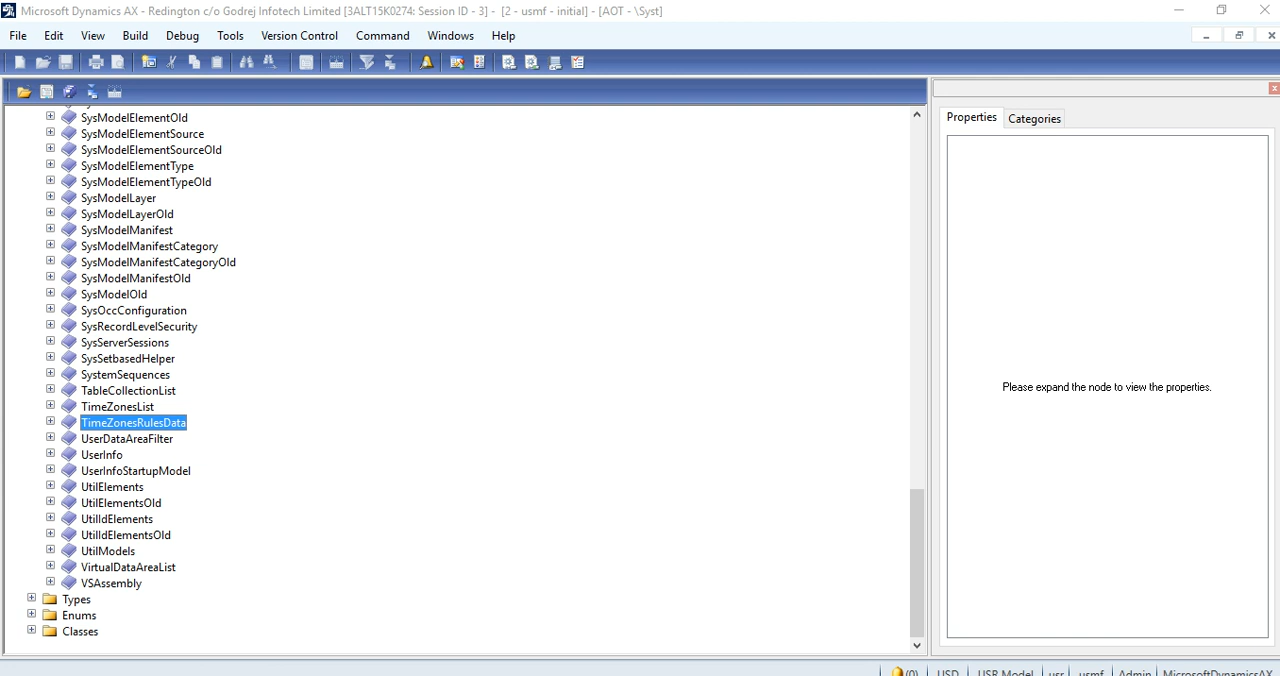 Microsoft Dynamics AX - Redington c/o Godrej Infotech Limited [3ALT15K0274: Session ID - 3] - [2 - usmf - initial] - [AOT - \Syst]
File Edit View Build Debug Tools Version Control Command Windows Help
SysModelElementOld
SysModelElementSource
SysModelElementSourceOld
SysModelElementType
SysModelElementTypeOld
SysModelLayer
SysModelLayerOld
SysModelManifest
SysModelManifestCategory
SysModelManifestCategoryOld
SysModelManifestOld
SysModelOld
SysOccConfiguration
SysRecordLevelSecurity
SysServerSessions
SysSetbasedHelper
SystemSequences
TableCollectionList
TimeZonesList
TimeZonesRulesData
UserDataAreaFilter
UserInfo
UserInfoStartupModel
UtilElements
UtilElementsOld
UtilIdElements
UtilIdElementsOld
UtilModels
VirtualDataAreaList
VSAssembly
Types
Enums
Classes
Properties Categories
Please expand the node to view the properties.
(0) USD USR Model usr usmf Admin MicrosoftDynamicsAX